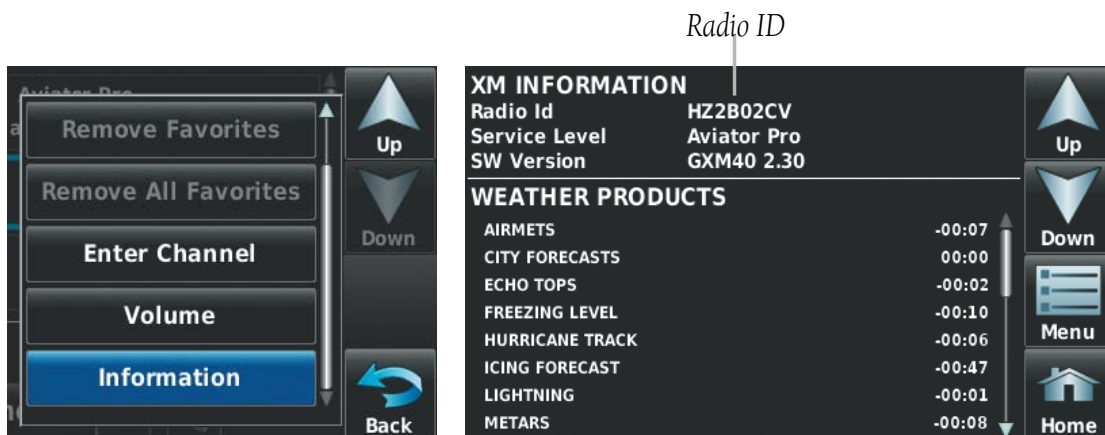 Radio ID
Aviator Pro
Remove Favorites
Remove All Favorites
Enter Channel
Volume
Information
Up
Down
Back
XM INFORMATION
Radio Id HZ2B02CV
Service Level Aviator Pro
SW Version GXM40 2.30
WEATHER PRODUCTS
AIRMETS -00:07
CITY FORECASTS 00:00
ECHO TOPS -00:02
FREEZING LEVEL -00:10
HURRICANE TRACK -00:06
ICING FORECAST -00:47
LIGHTNING -00:01
METARS -00:08
Up
Down
Menu
Home